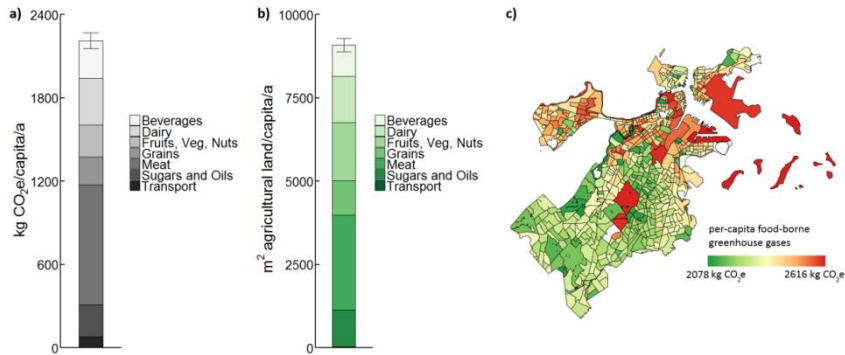 a)
2400
1800
1200
600
0
kg CO₂e/capita/a
Beverages
Dairy
Fruits, Veg, Nuts
Grains
Meat
Sugars and Oils
Transport
b)
10000
7500
5000
2500
0
m² agricultural land/capita/a
Beverages
Dairy
Fruits, Veg, Nuts
Grains
Meat
Sugars and Oils
Transport
c)
per-capita food-borne
greenhouse gases
2078 kg CO₂e 2616 kg CO₂e